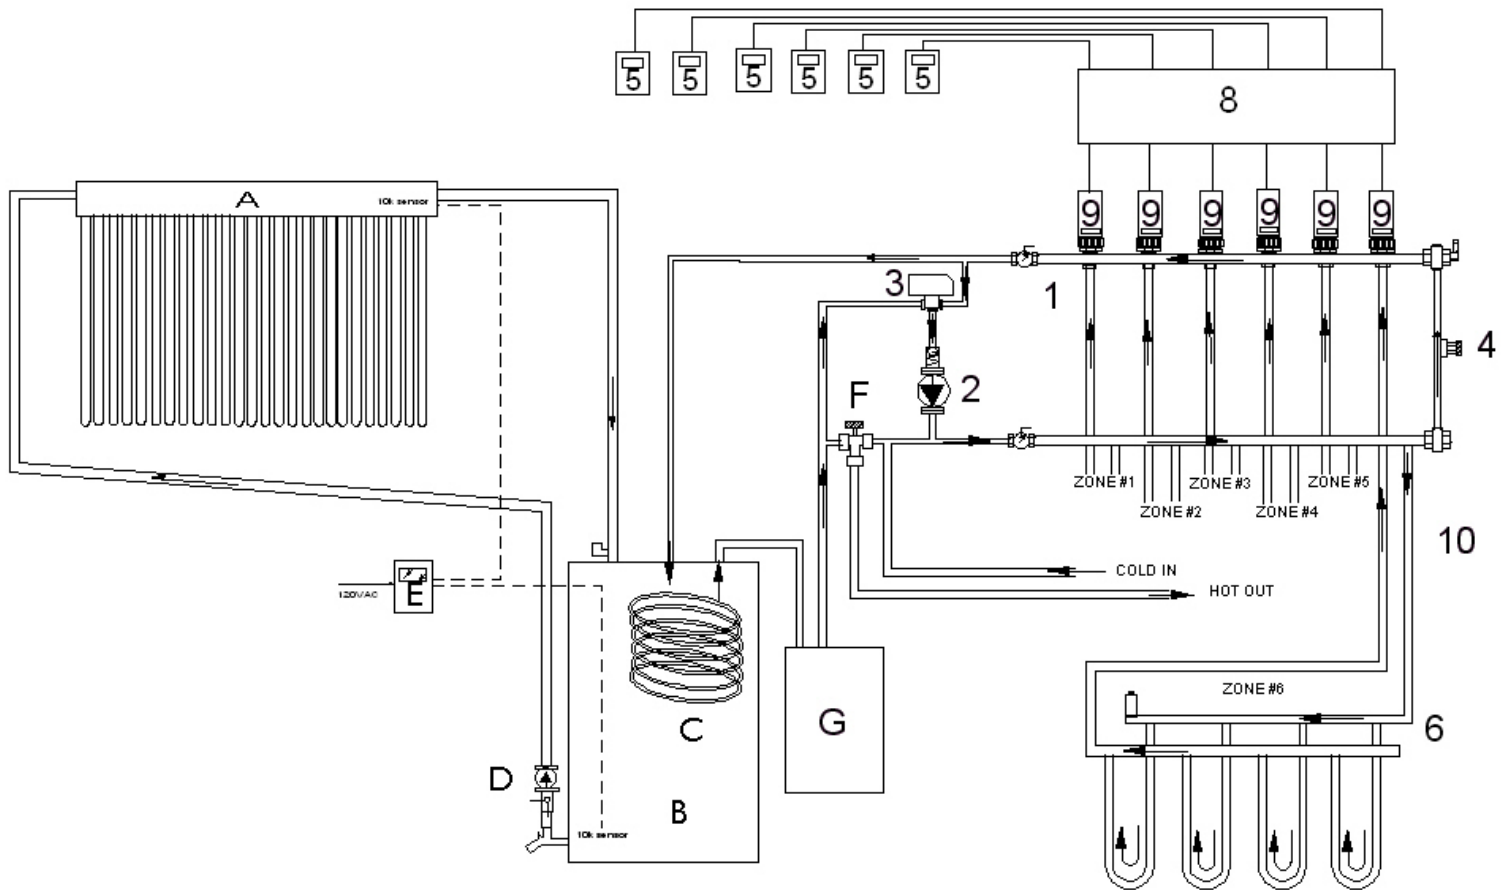 5 5 5 5 5 5
8
A
10k sensor
9 9 9 9 9 9
3
1
4
2
F
ZONE #1
ZONE #2
ZONE #3
ZONE #4
ZONE #5
10
COLD IN
HOT OUT
120VAC
E
ZONE #6
6
C
G
D
B
10k sensor